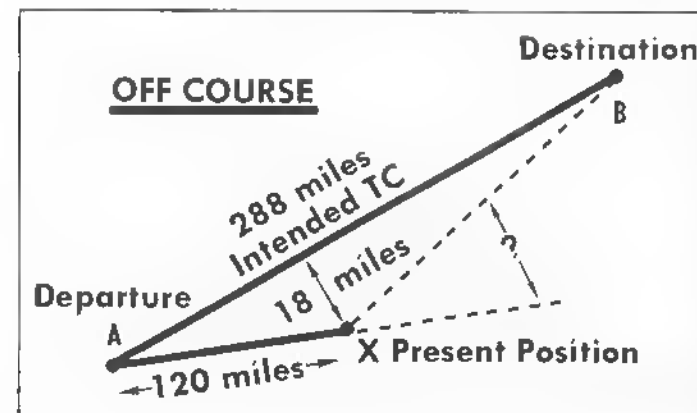 OFF COURSE
Destination
B
288 miles
Intended TC
18 miles
?
Departure
A
X Present Position
120 miles